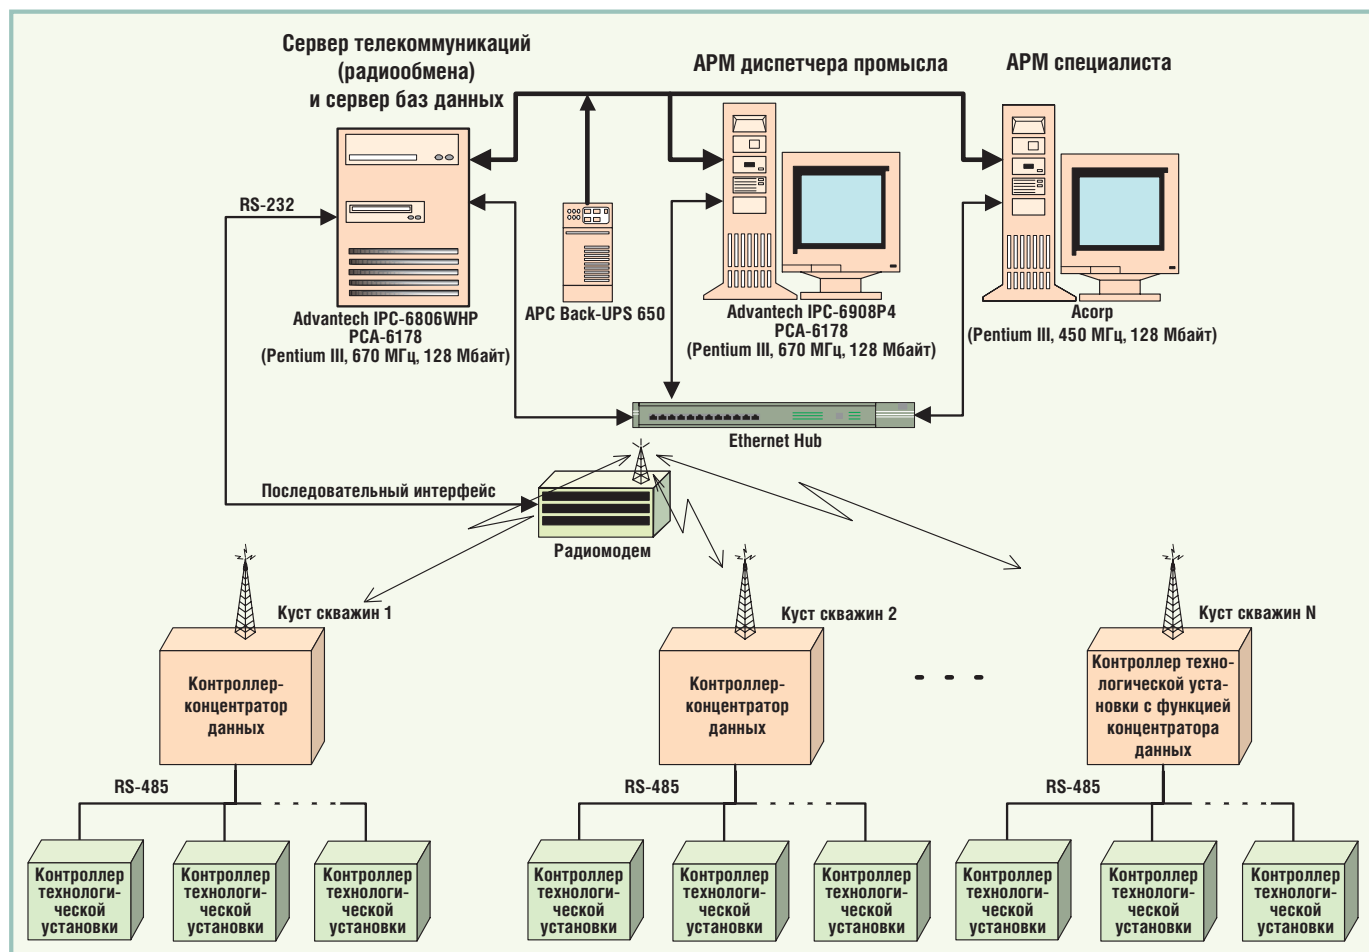 Сервер телекоммуникаций
(радиообмена)
и сервер баз данных
АРМ диспетчера промысла
АРМ специалиста
RS-232
Advantech IPC-6806WHP
PCA-6178
(Pentium III, 670 МГц, 128 Мбайт)
APC Back-UPS 650
Advantech IPC-6908P4
PCA-6178
(Pentium III, 670 МГц, 128 Мбайт)
Acorp
(Pentium III, 450 МГц, 128 Мбайт)
Ethernet Hub
Последовательный интерфейс
Радиомодем
Куст скважин 1
Куст скважин 2
Куст скважин N
Контроллер-
концентратор
данных
Контроллер-
концентратор
данных
Контроллер техно-
логической уста-
новки с функцией
концентратора
данных
RS-485
RS-485
RS-485
Контроллер
технологи-
ческой
установки
Контроллер
технологи-
ческой
установки
Контроллер
технологи-
ческой
установки
Контроллер
технологи-
ческой
установки
Контроллер
технологи-
ческой
установки
Контроллер
технологи-
ческой
установки
Контроллер
технологи-
ческой
установки
Контроллер
технологи-
ческой
установки
Контроллер
технологи-
ческой
установки